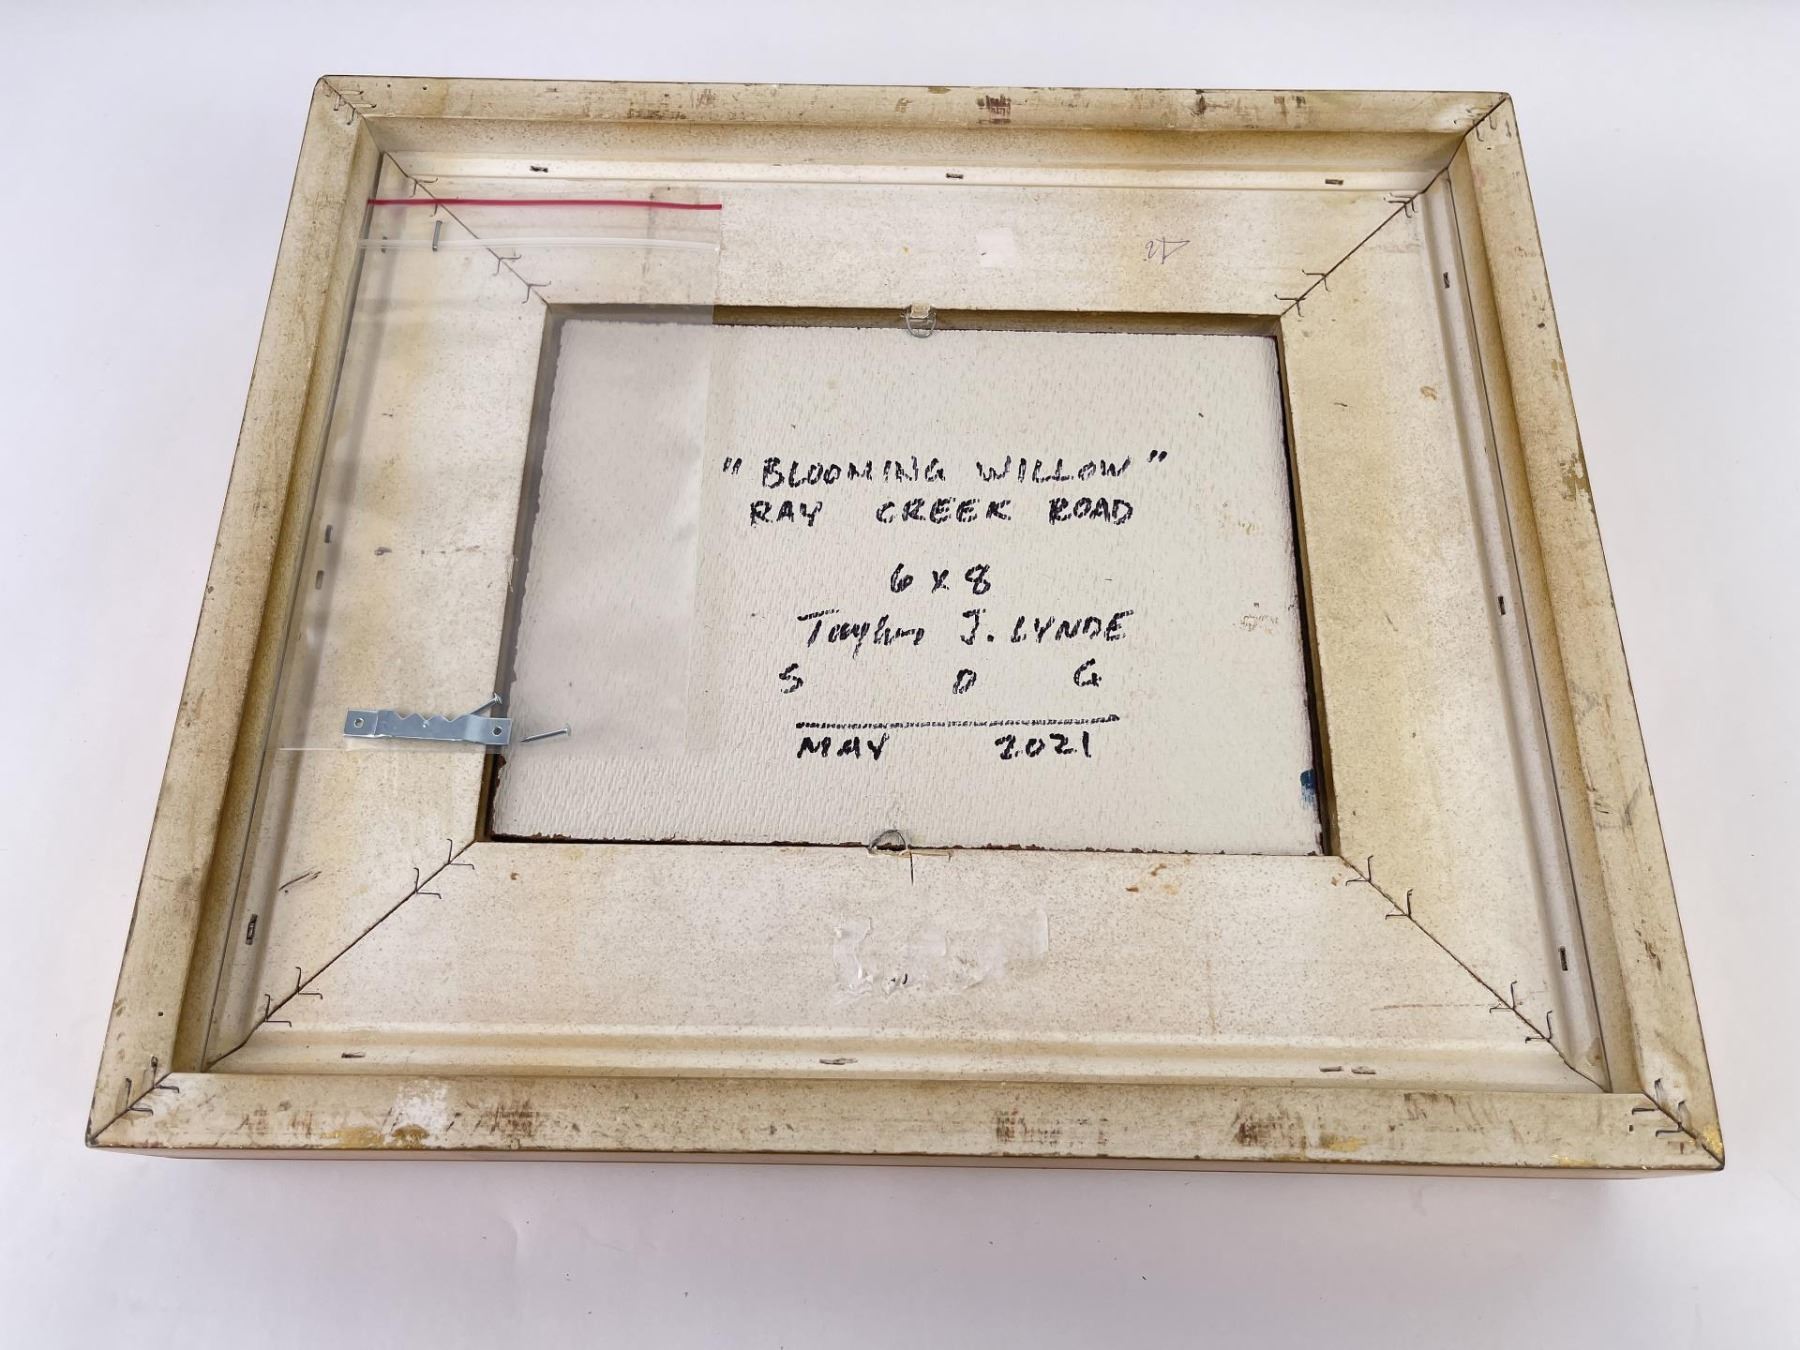 "BLOOMING WILLOW"
RAY CREEK ROAD
6 x 8
Taylor J. LYNDE
S D G
MAY 2021